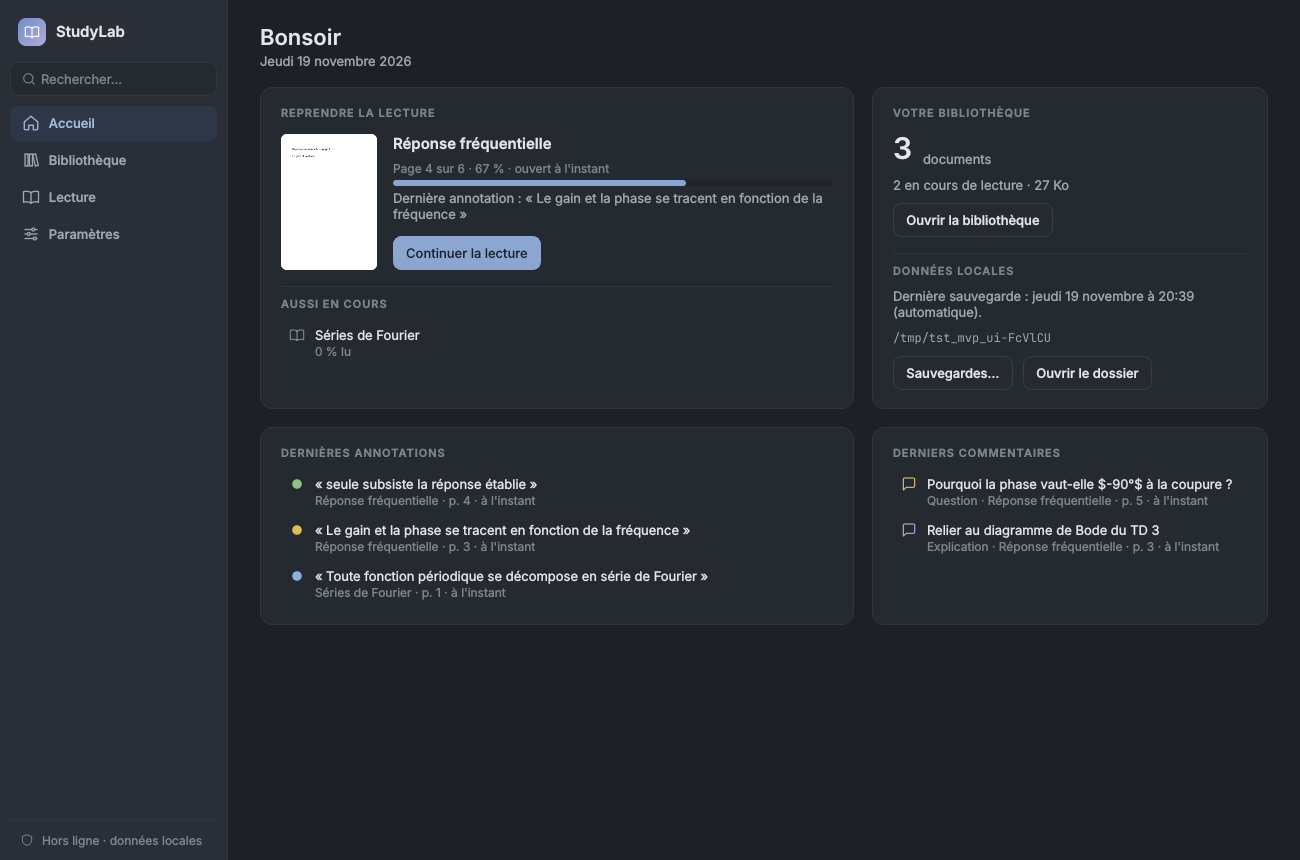 StudyLab
Rechercher...
Accueil
Bibliothèque
Lecture
Paramètres
Hors ligne · données locales
Bonsoir
Jeudi 19 novembre 2026
REPRENDRE LA LECTURE
Réponse fréquentielle
Page 4 sur 6 · 67 % · ouvert à l'instant
Dernière annotation : « Le gain et la phase se tracent en fonction de la
fréquence »
Continuer la lecture
AUSSI EN COURS
Séries de Fourier
0 % lu
VOTRE BIBLIOTHÈQUE
3 documents
2 en cours de lecture · 27 Ko
Ouvrir la bibliothèque
DONNÉES LOCALES
Dernière sauvegarde : jeudi 19 novembre à 20:39
(automatique).
/tmp/tst_mvp_ui-FcVlCU
Sauvegardes...
Ouvrir le dossier
DERNIÈRES ANNOTATIONS
« seule subsiste la réponse établie »
Réponse fréquentielle · p. 4 · à l'instant
« Le gain et la phase se tracent en fonction de la fréquence »
Réponse fréquentielle · p. 3 · à l'instant
« Toute fonction périodique se décompose en série de Fourier »
Séries de Fourier · p. 1 · à l'instant
DERNIERS COMMENTAIRES
Pourquoi la phase vaut-elle $-90°$ à la coupure ?
Question · Réponse fréquentielle · p. 5 · à l'instant
Relier au diagramme de Bode du TD 3
Explication · Réponse fréquentielle · p. 3 · à l'instant